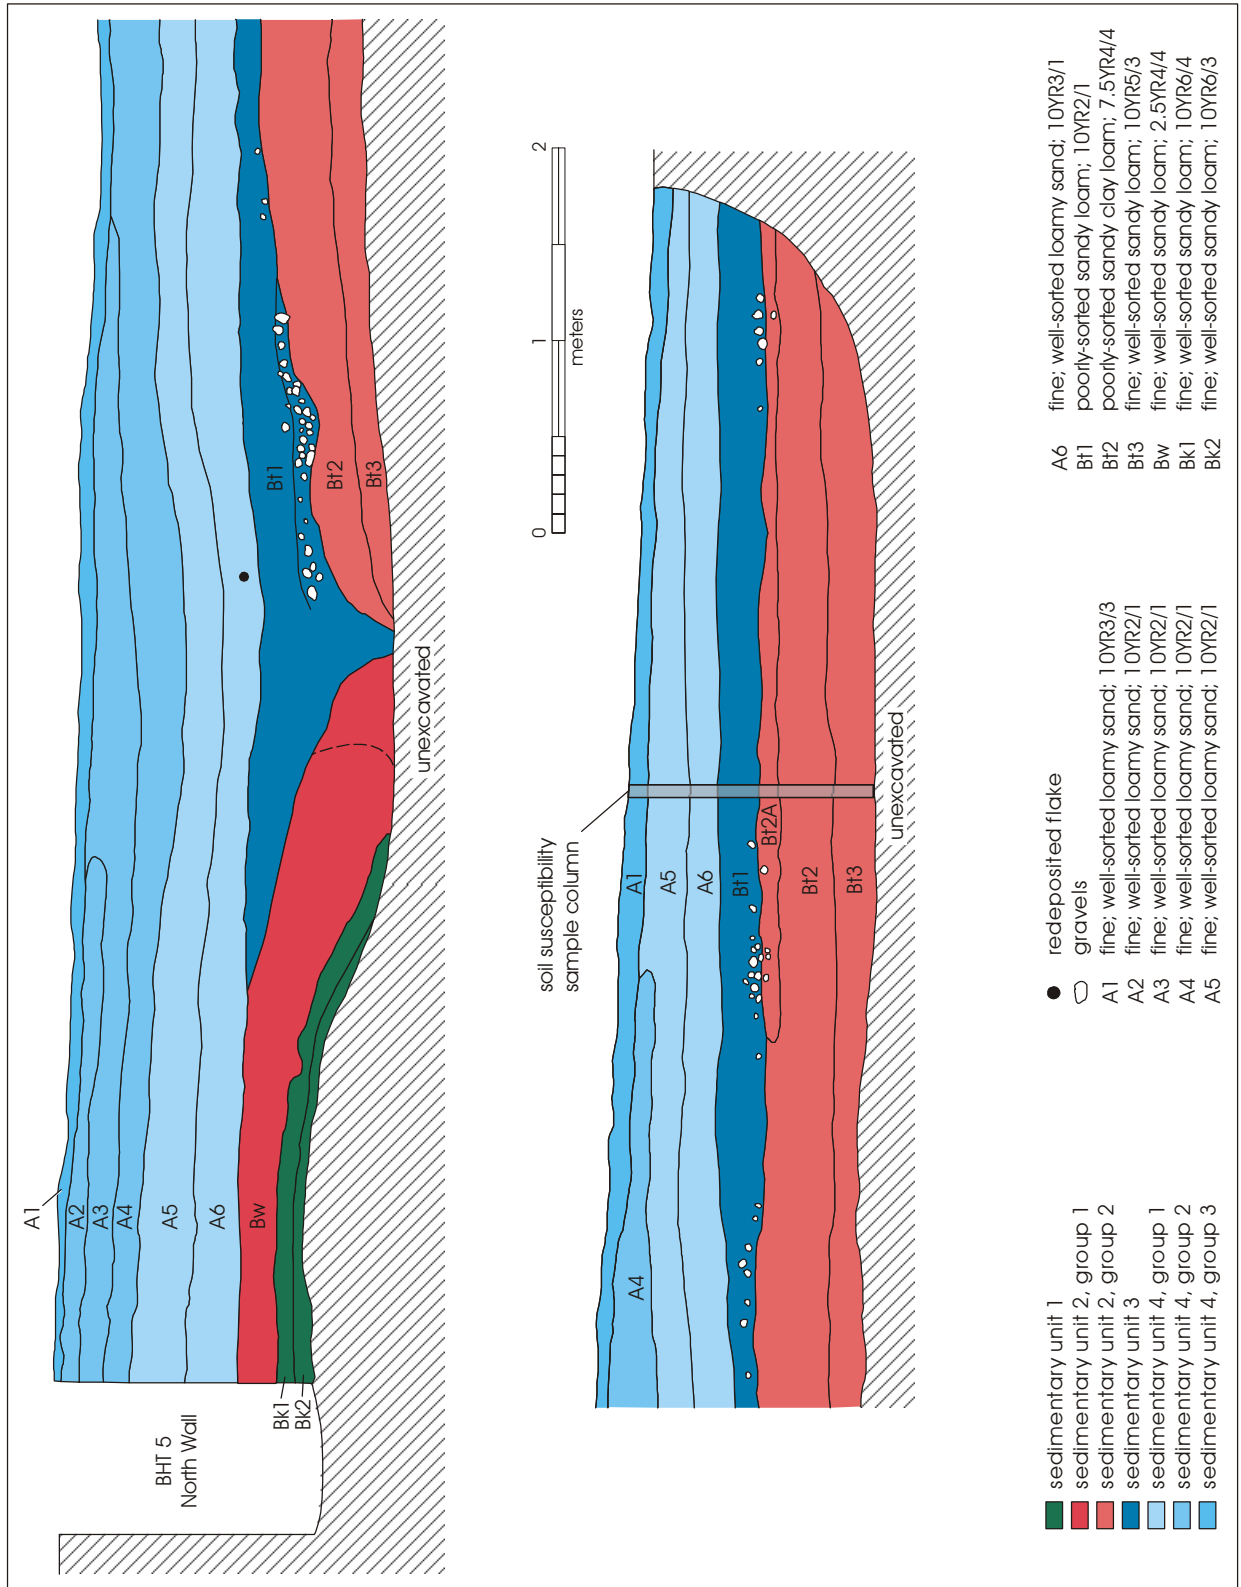 A1
A2
A3
A4
A5
A6
Bw
Bk1
Bk2
BHT 5
North Wall
Bt1
Bt2
Bt3
unexcavated
0
1
2
meters
soil susceptibility
sample column
A4
A1
A5
A6
Bt1
Bt2A
Bt2
Bt3
unexcavated
sedimentary unit 1
sedimentary unit 2, group 1
sedimentary unit 2, group 2
sedimentary unit 3
sedimentary unit 4, group 1
sedimentary unit 4, group 2
sedimentary unit 4, group 3
redeposited flake
gravels
A1 fine; well-sorted loamy sand; 10YR3/3
A2 fine; well-sorted loamy sand; 10YR2/1
A3 fine; well-sorted loamy sand; 10YR2/1
A4 fine; well-sorted loamy sand; 10YR2/1
A5 fine; well-sorted loamy sand; 10YR2/1
A6 fine; well-sorted loamy sand; 10YR3/1
Bt1 poorly-sorted sandy loam; 10YR2/1
Bt2 poorly-sorted sandy clay loam; 7.5YR4/4
Bt3 fine; well-sorted sandy loam; 10YR5/3
Bw fine; well-sorted sandy loam; 2.5YR4/4
Bk1 fine; well-sorted sandy loam; 10YR6/4
Bk2 fine; well-sorted sandy loam; 10YR6/3